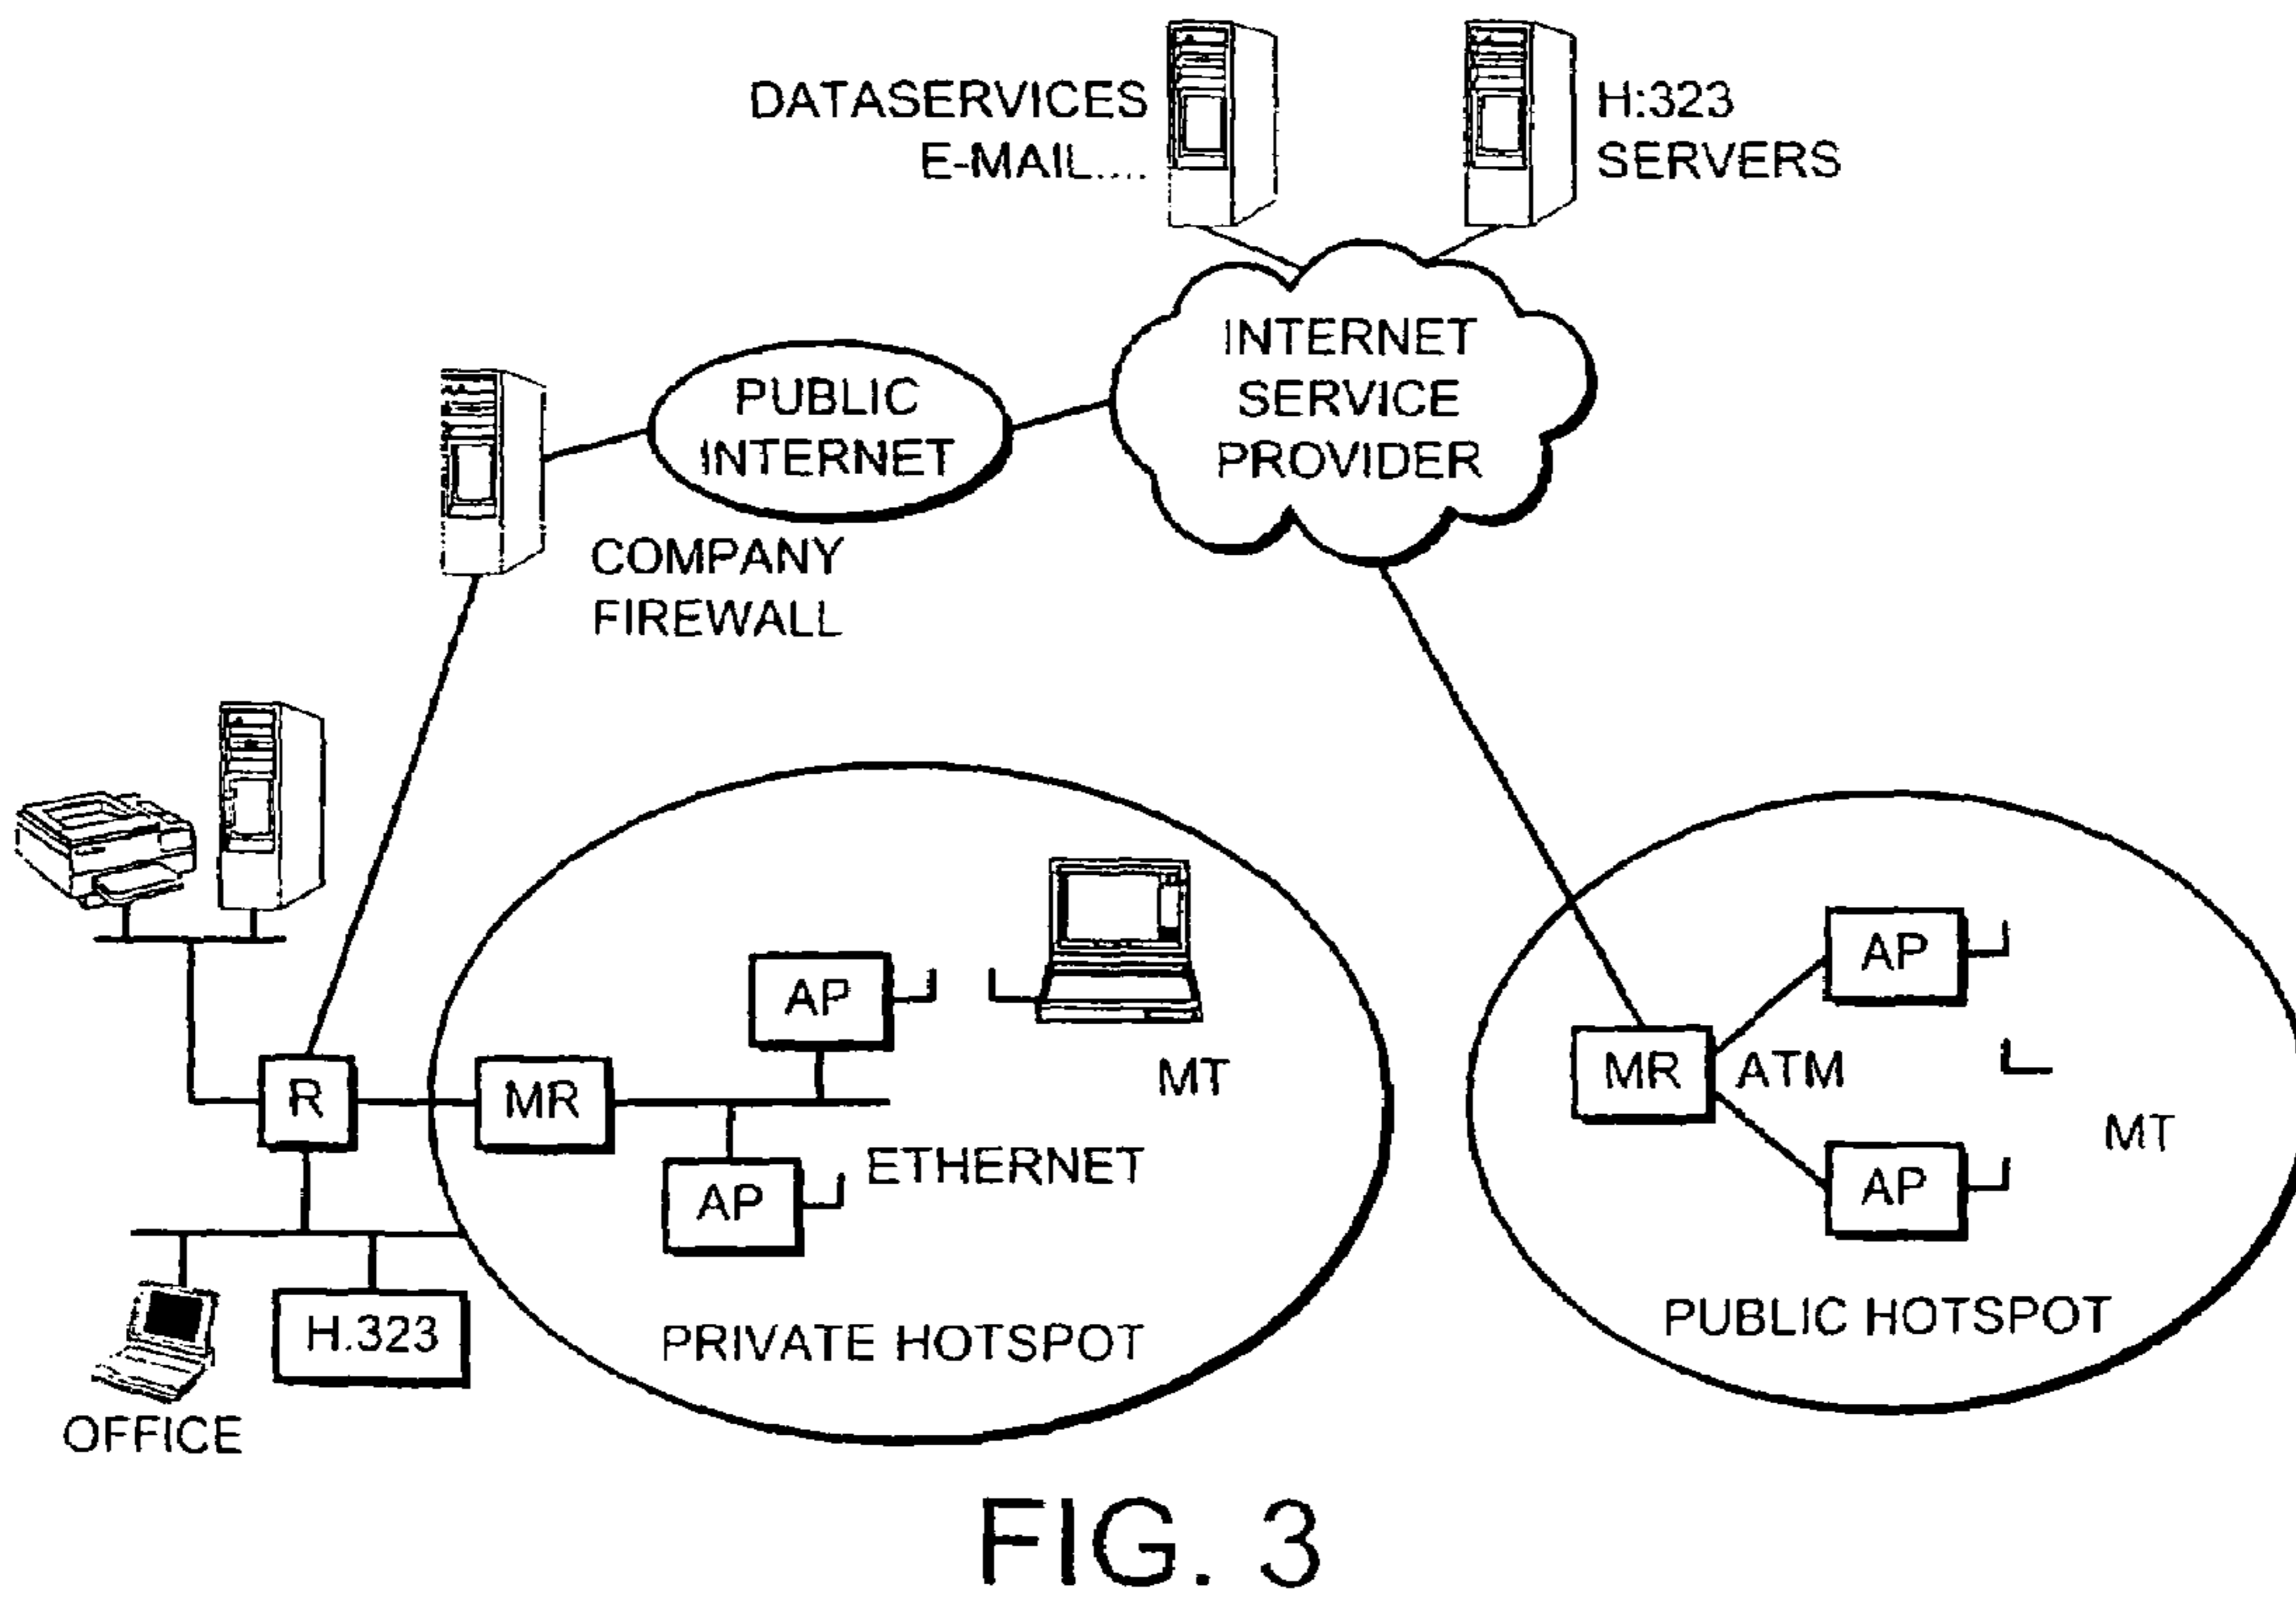 DATASERVICES
E-MAIL....
H:323
SERVERS
INTERNET
SERVICE
PROVIDER
PUBLIC
INTERNET
COMPANY
FIREWALL
AP
MT
R
MR
ETHERNET
AP
PRIVATE HOTSPOT
H.323
OFFICE
AP
MR
ATM
MT
AP
PUBLIC HOTSPOT
FIG. 3